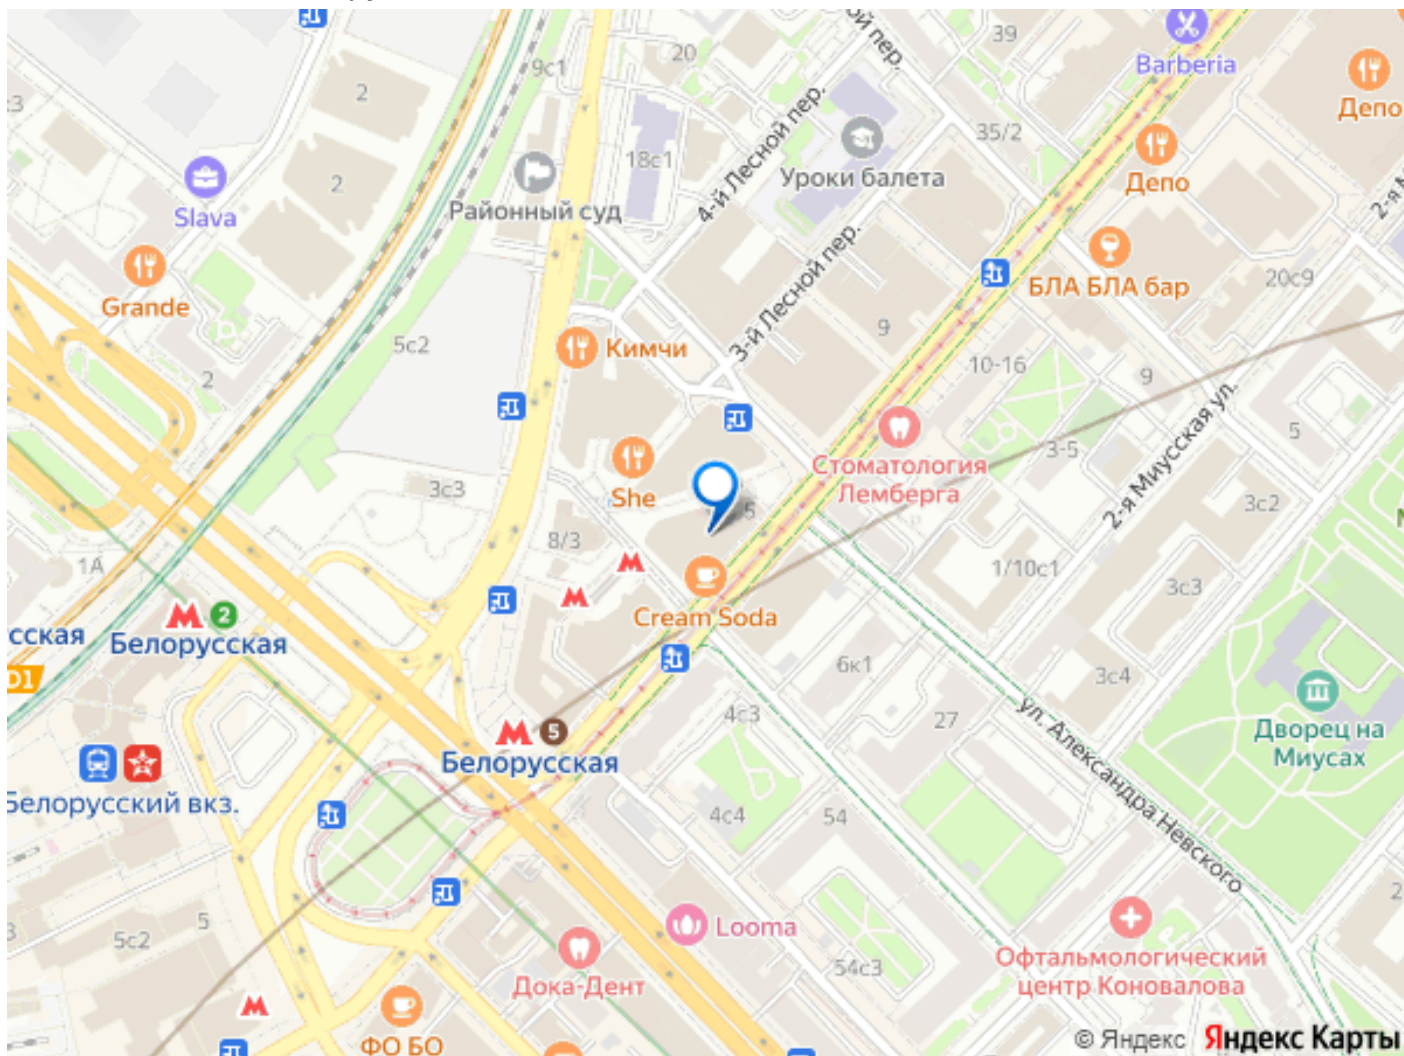 20
39
Barberia
9с1
Депо
2
4-й Лесной пер.
35/2
18с1
Уроки балета
Депо
2
Slava
Районный суд
3-й Лесной пер.
БЛА БЛА бар
20с9
Grande
5с2
Кимчи
9
10-16
9
2
Стоматология
Лемберга
3-5
5
2-я Миусская ул.
She
3с3
3с2
8/3
1/10с1
3с3
1А
Cream Soda
2
Белорусская
сская
D1
6к1
3с4
ул. Александра Невского
4с3
27
Дворец на
Миусах
5
Белорусская
Белорусский вкз.
4с4
54
Looma
5
5с2
54с3
Офтальмологический
центр Коновалова
Дока-Дент
ФО БО
© Яндекс Яндекс Карты